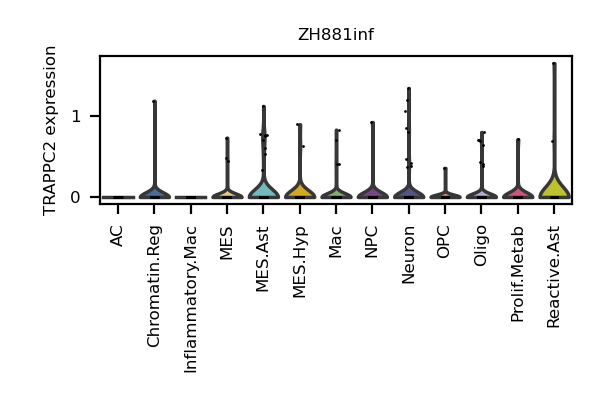 ZH881inf
TRAPPC2 expression
1
0
AC
Chromatin.Reg
Inflammatory.Mac
MES
MES.Ast
MES.Hyp
Mac
NPC
Neuron
OPC
Oligo
Prolif.Metab
Reactive.Ast